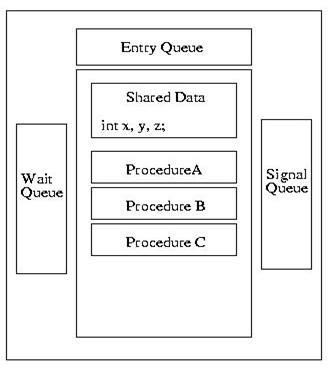 Entry Queue
Shared Data
int x, y, z;
ProcedureA
Procedure B
Procedure C
Wait
Queue
Signal
Queue